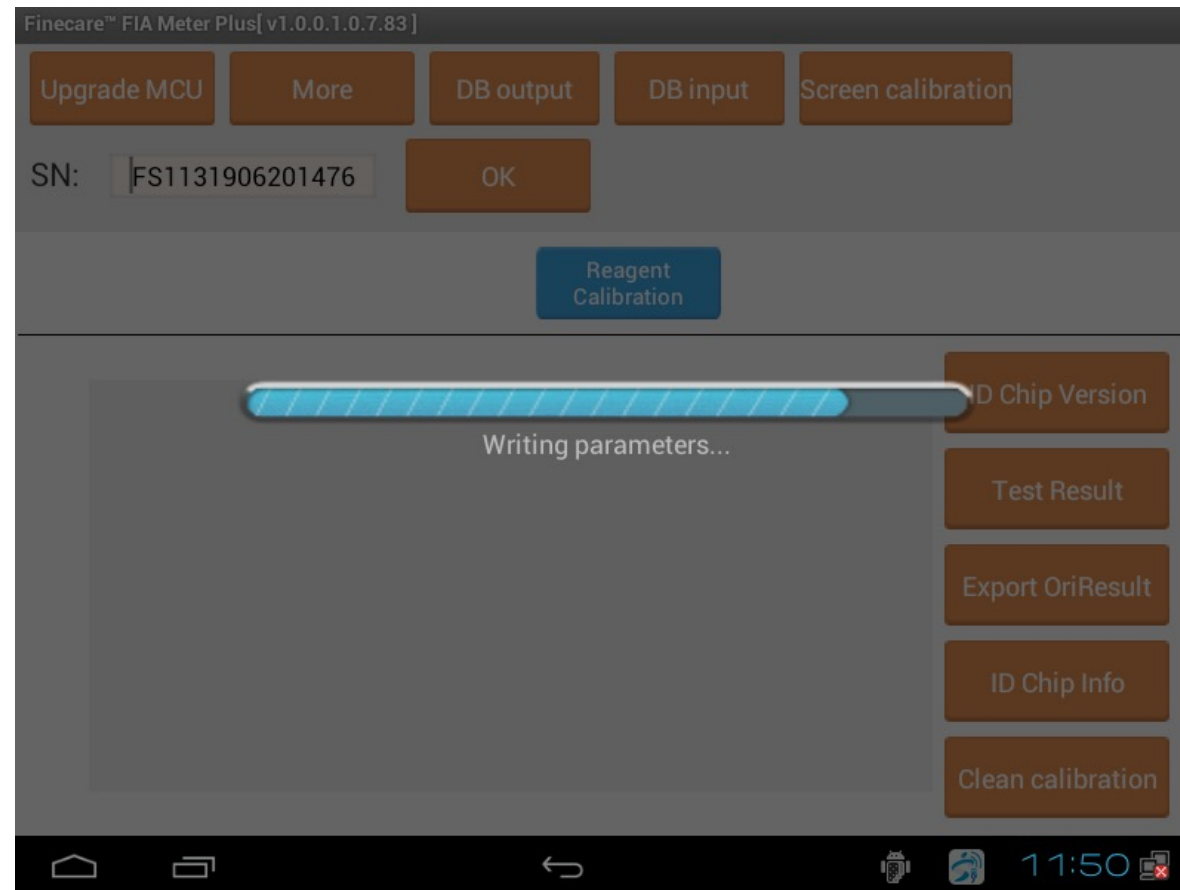 Finecare™ FIA Meter Plus[ v1.0.0.1.0.7.83 ]
Upgrade MCU
More
DB output
DB input
Screen calibration
SN:
FS1131906201476
OK
Reagent
Calibration
Writing parameters...
ID Chip Version
Test Result
Export OriResult
ID Chip Info
Clean calibration
11:50